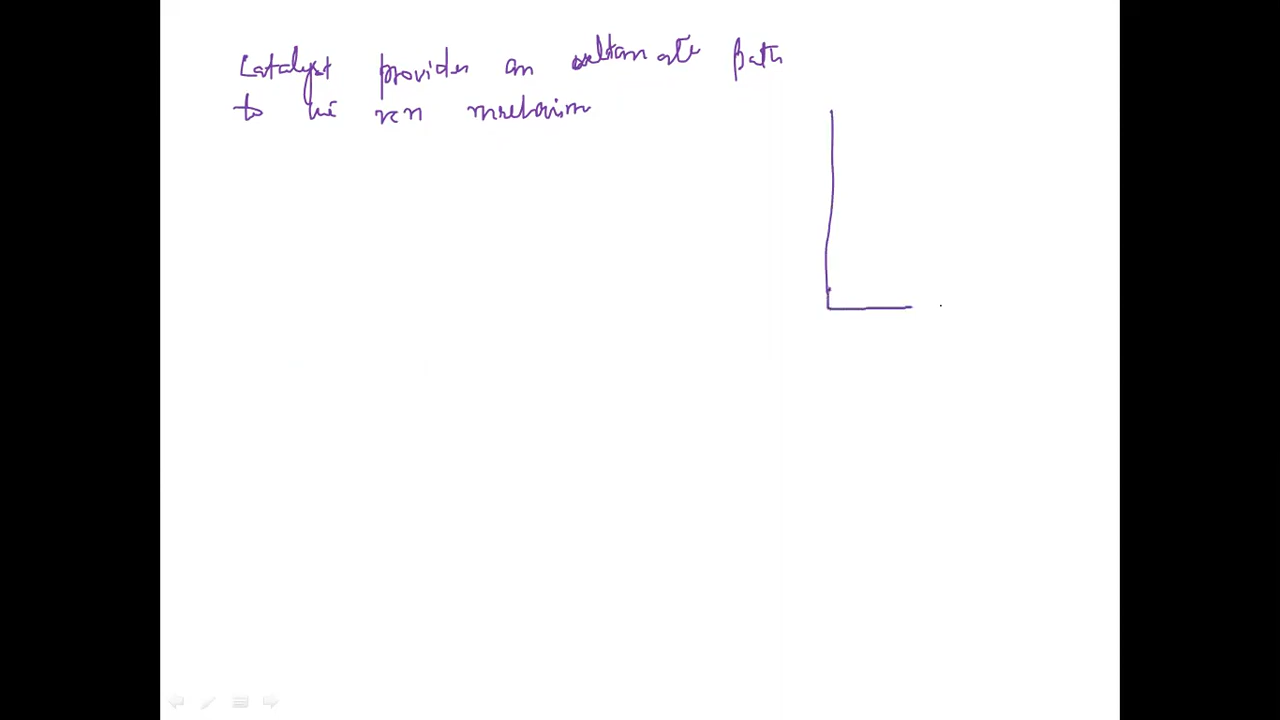 Catalyst provides an alternate path
to the rxn mechanism